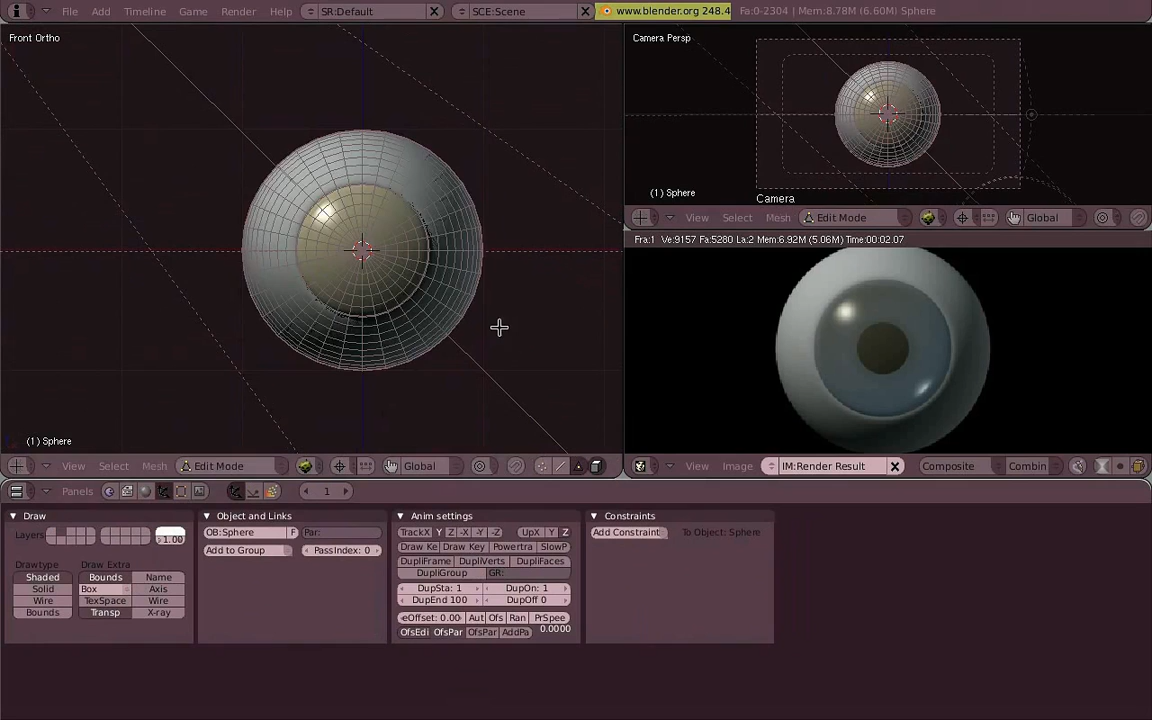 File Add Timeline Game Render Help SR:Default SCE:Scene www.blender.org 248.4 Fa:0-2304 | Mem:8.78M (6.60M) Sphere
Front Ortho
(1) Sphere
View Select Mesh Edit Mode Global
Camera Persp
(1) Sphere
Camera
View Select Mesh Edit Mode Global
Fra:1 Ve:9157 Fa:5280 La:2 Mem:6.92M (5.06M) Time:00:02.07
View Image IM:Render Result Composite Combin
Panels 1
Draw
Layers
1.00
Drawtype Draw Extra
Shaded Bounds Name
Solid Box Axis
Wire TexSpace Wire
Bounds Transp X-ray
Object and Links
OB:Sphere F Par:
Add to Group PassIndex: 0
Anim settings
TrackX Y Z -X -Y -Z UpX Y Z
Draw Ke Draw Key Powertra SlowP
DupliFrame DupliVerts DupliFaces
DupliGroup GR:
DupSta: 1 DupOn: 1
DupEnd 100 DupOff 0
eOffset: 0.00 Aut Ofs Ran PrSpee
OfsEdi OfsPar OfsPar AddPa 0.0000
Constraints
Add Constraint To Object: Sphere